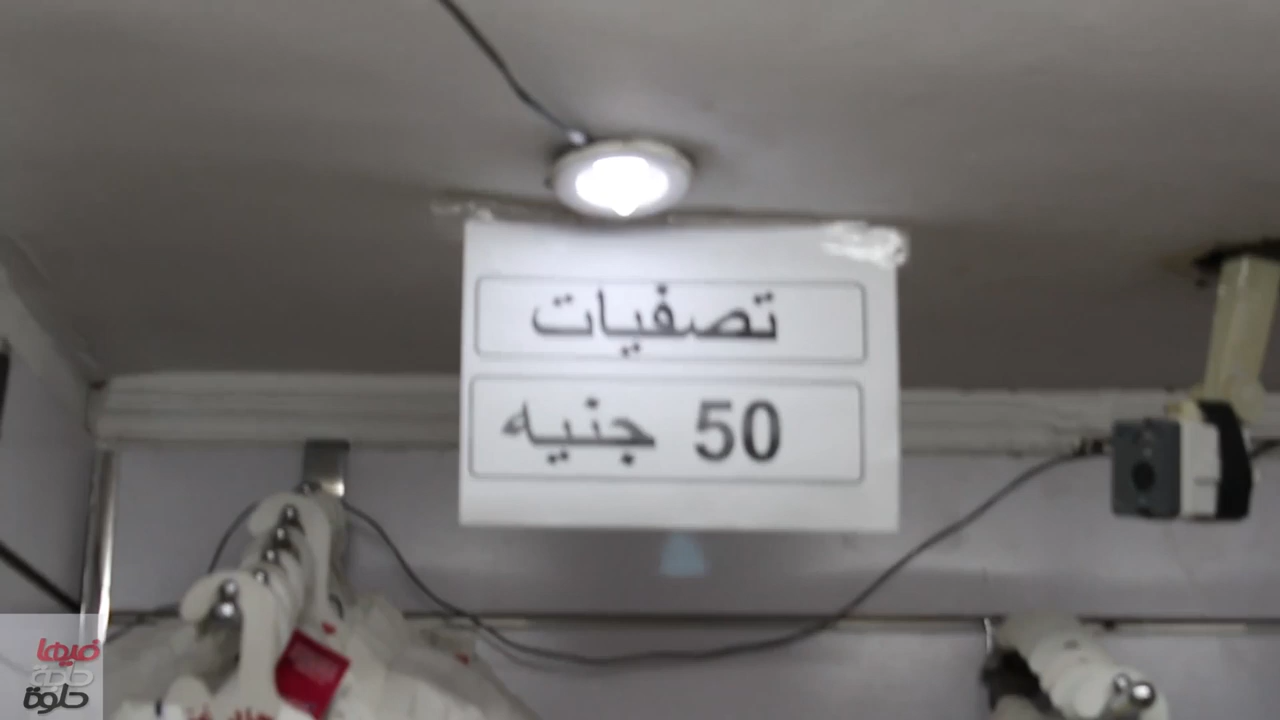 تصفيات
50 جنيه
فيها
حاجة
حلوة